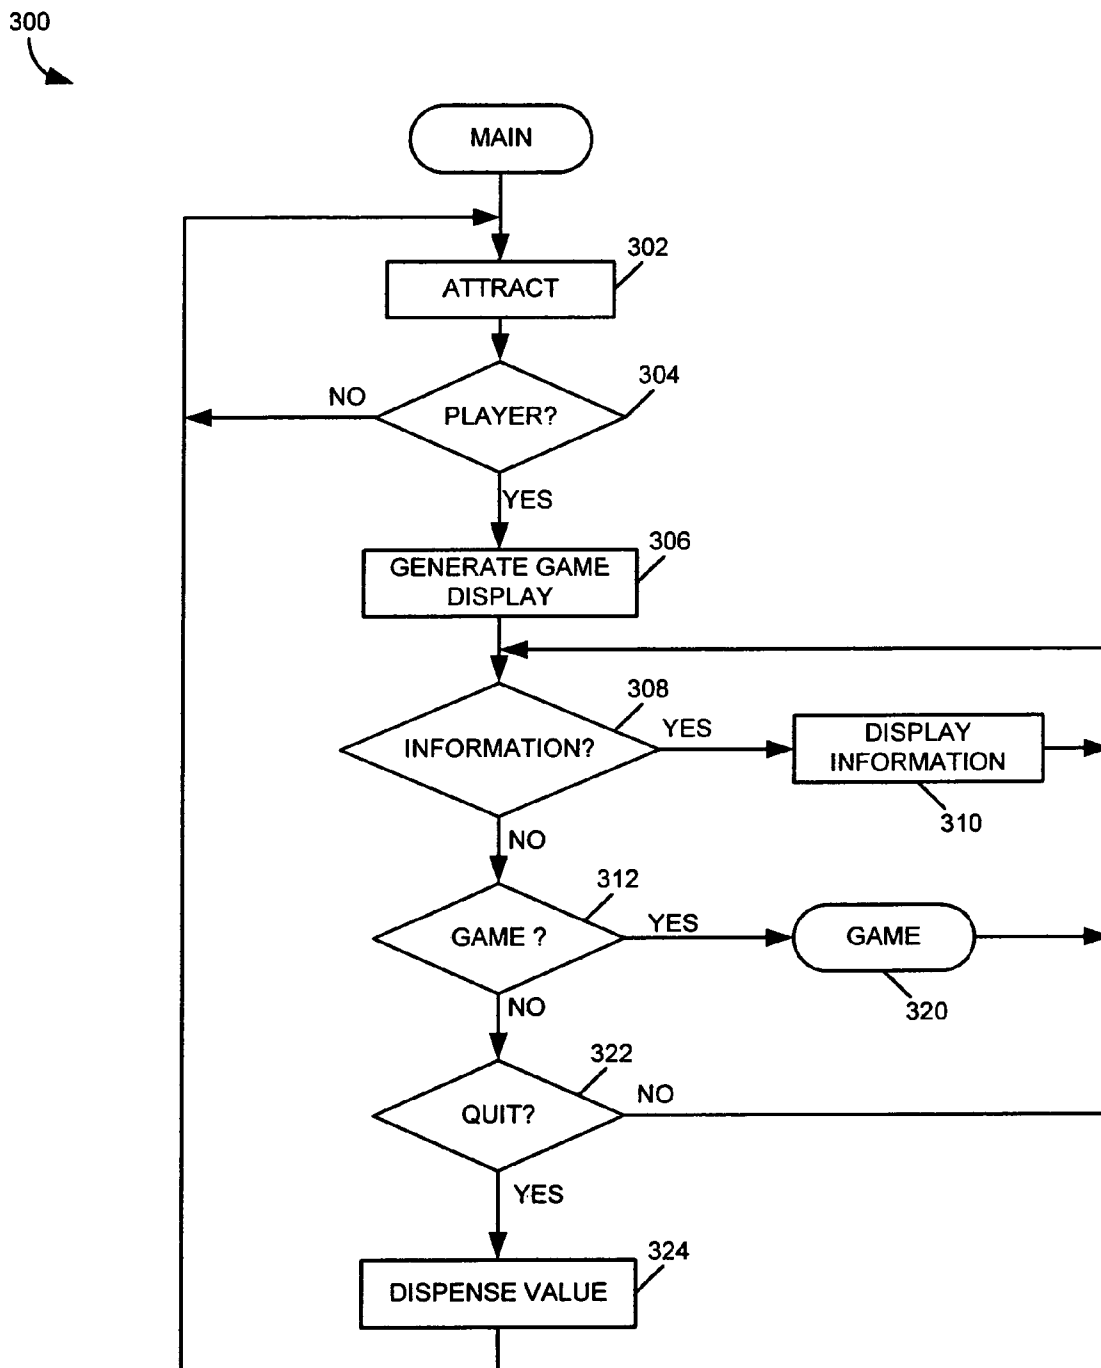 300
MAIN
302
ATTRACT
304
NO
PLAYER?
YES
306
GENERATE GAME
DISPLAY
308
INFORMATION?
YES
DISPLAY
INFORMATION
310
NO
312
GAME ?
YES
GAME
320
NO
322
QUIT?
NO
YES
324
DISPENSE VALUE